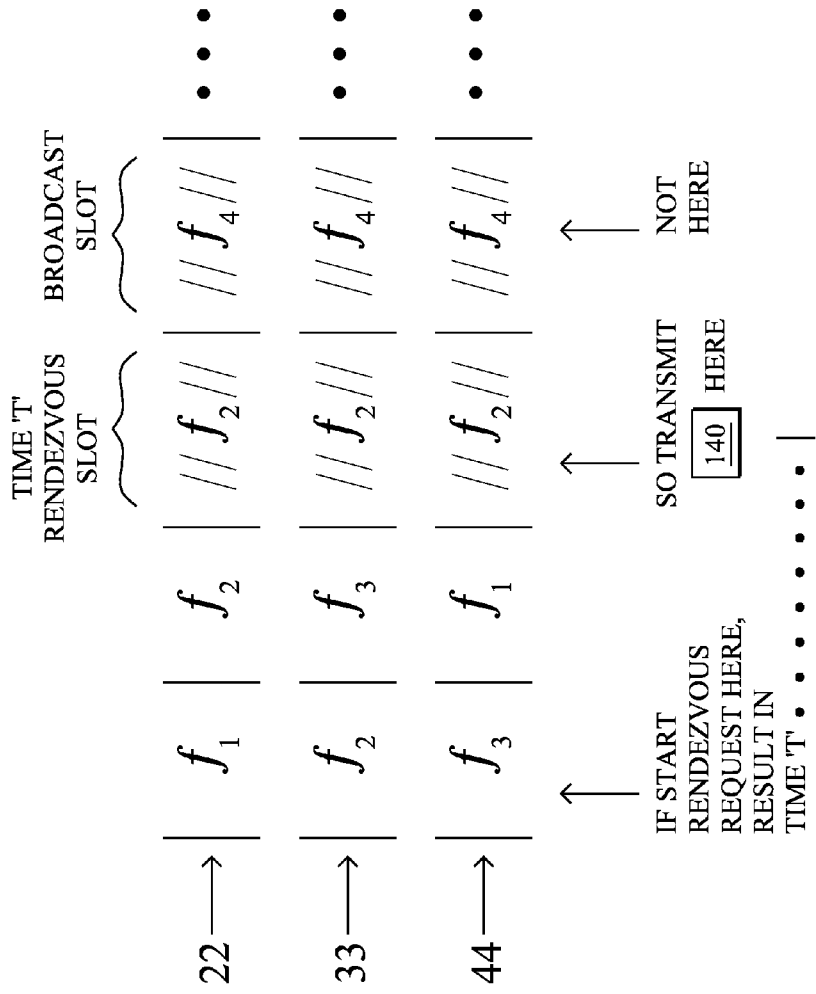 TIME 'T'
RENDEZVOUS
SLOT
BROADCAST
SLOT
22 f1 f2 // f2 // // f4 //
33 f2 f3 // f2 // // f4 //
44 f3 f1 // f2 // // f4 //
IF START
RENDEZVOUS
REQUEST HERE,
RESULT IN
TIME 'T'
SO TRANSMIT
140 HERE
NOT
HERE